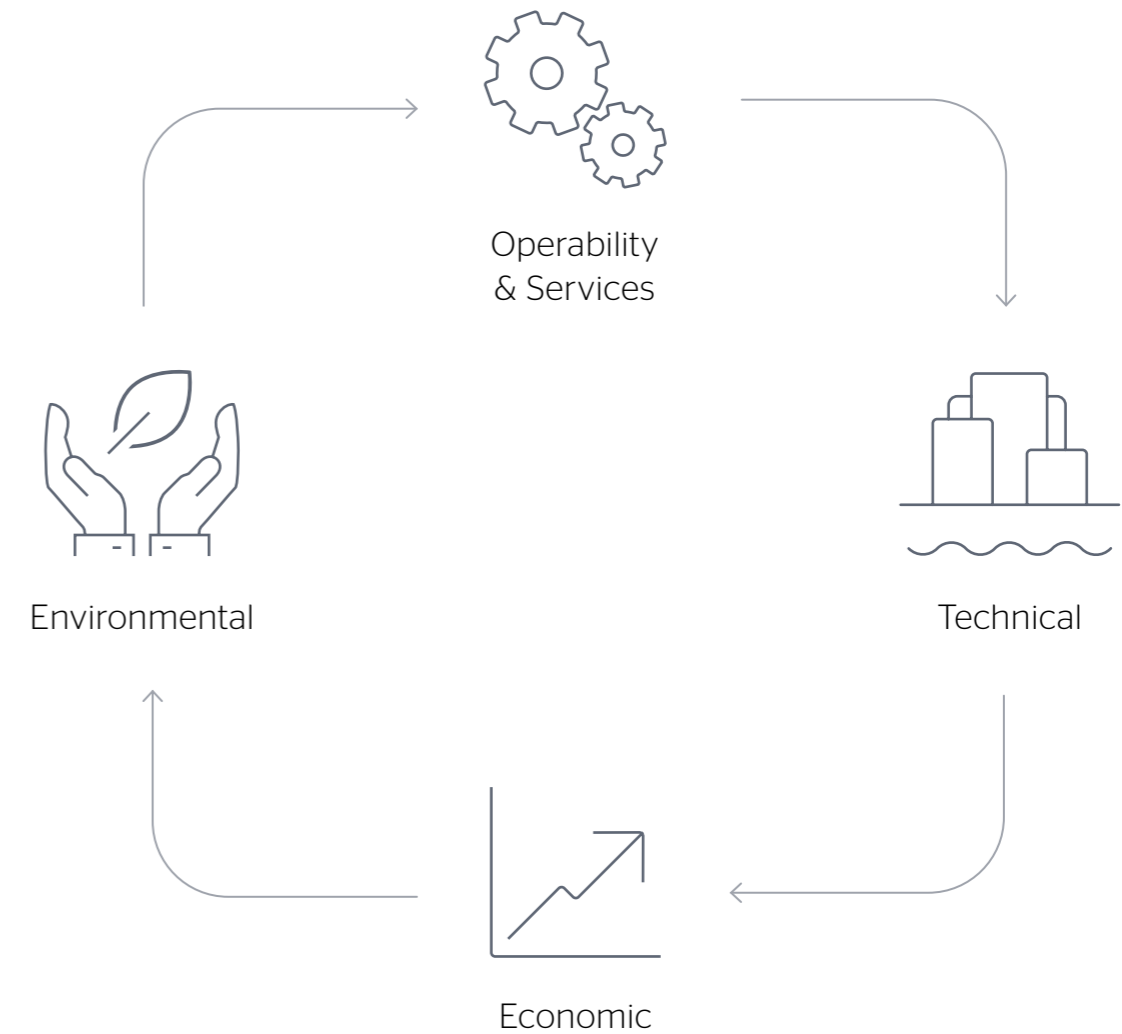 Operability
& Services
Environmental
Technical
Economic